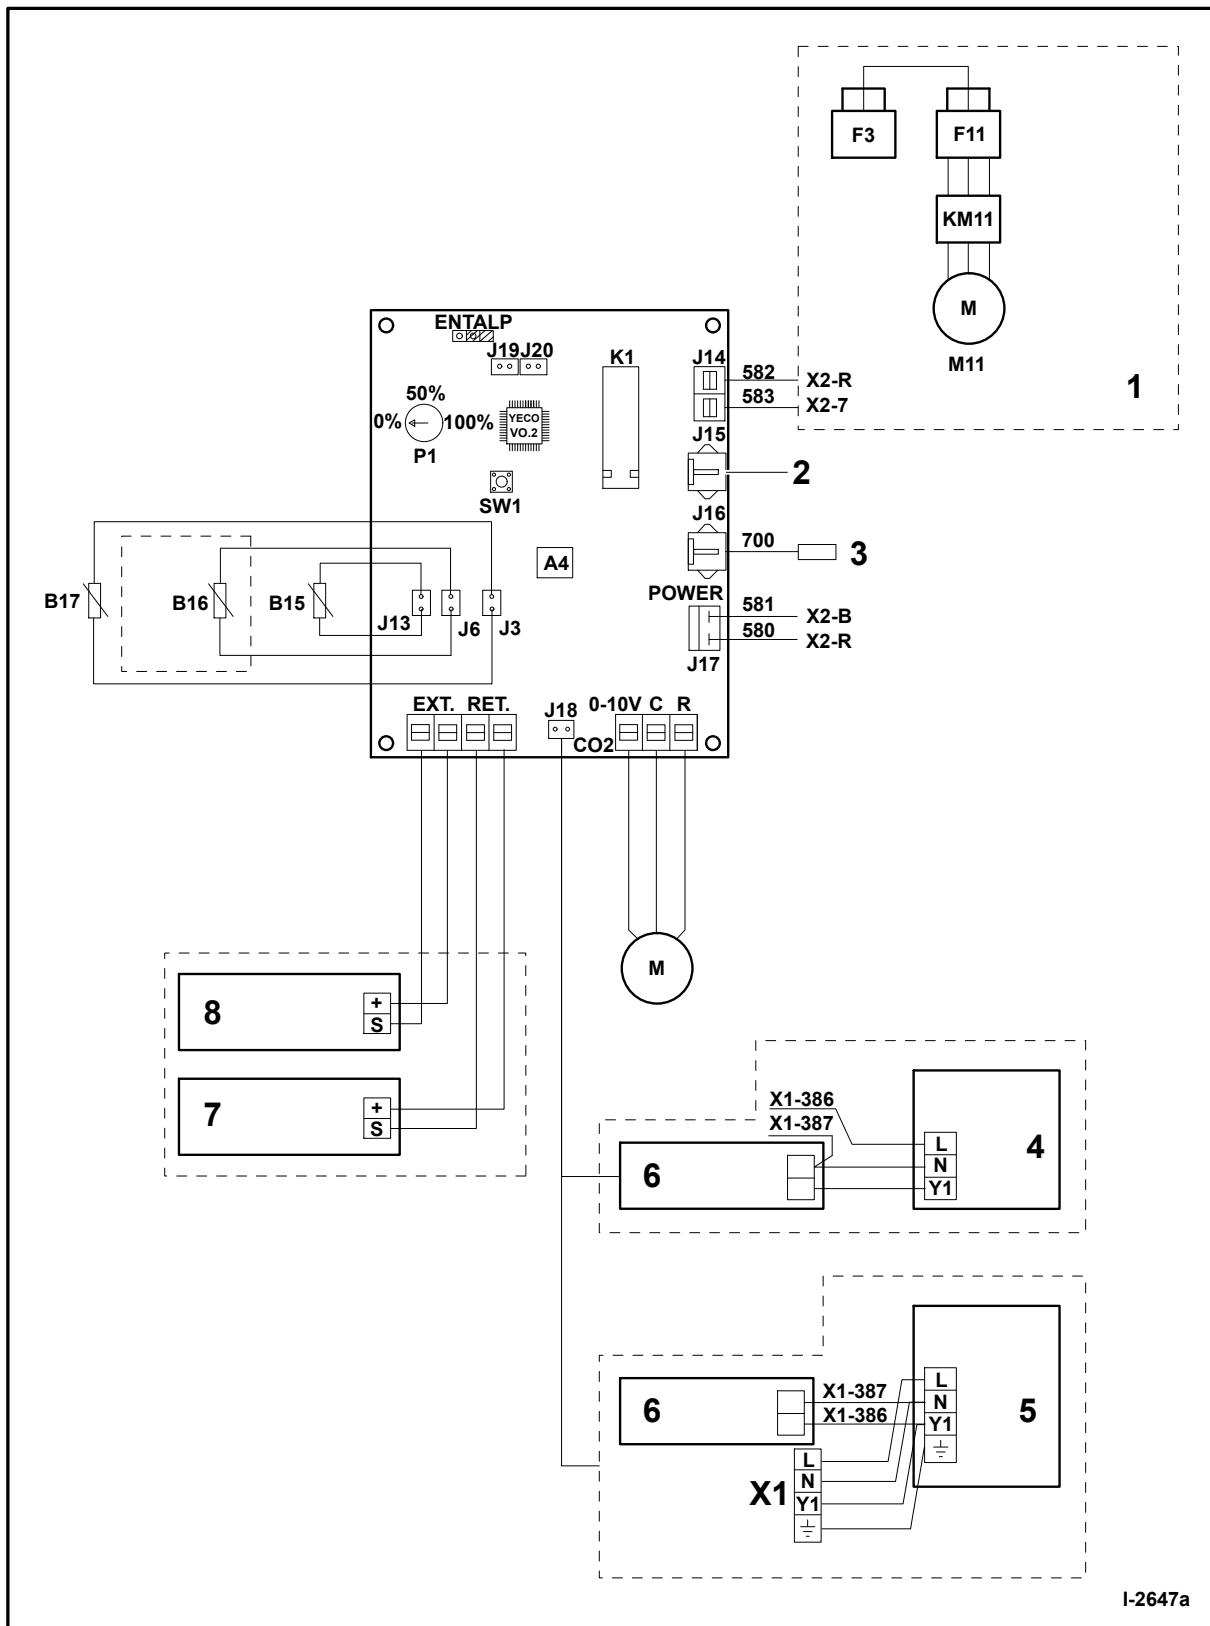 F3 F11
KM11
M
M11
1
ENTALP
J19 J20
K1
J14
582 X2-R
583 X2-7
50%
0% 100%
P1
YECO
VO.2
J15
2
SW1
J16
700 3
A4
B17 B16 B15
J13 J6 J3
POWER
581 X2-B
580 X2-R
J17
EXT. RET.
J18
0-10V C R
CO2
M
8
+
S
7
+
S
X1-386
X1-387
6
L
N
Y1
4
6
X1-387
X1-386
L
N
Y1
5
X1
L
N
Y1
I-2647a